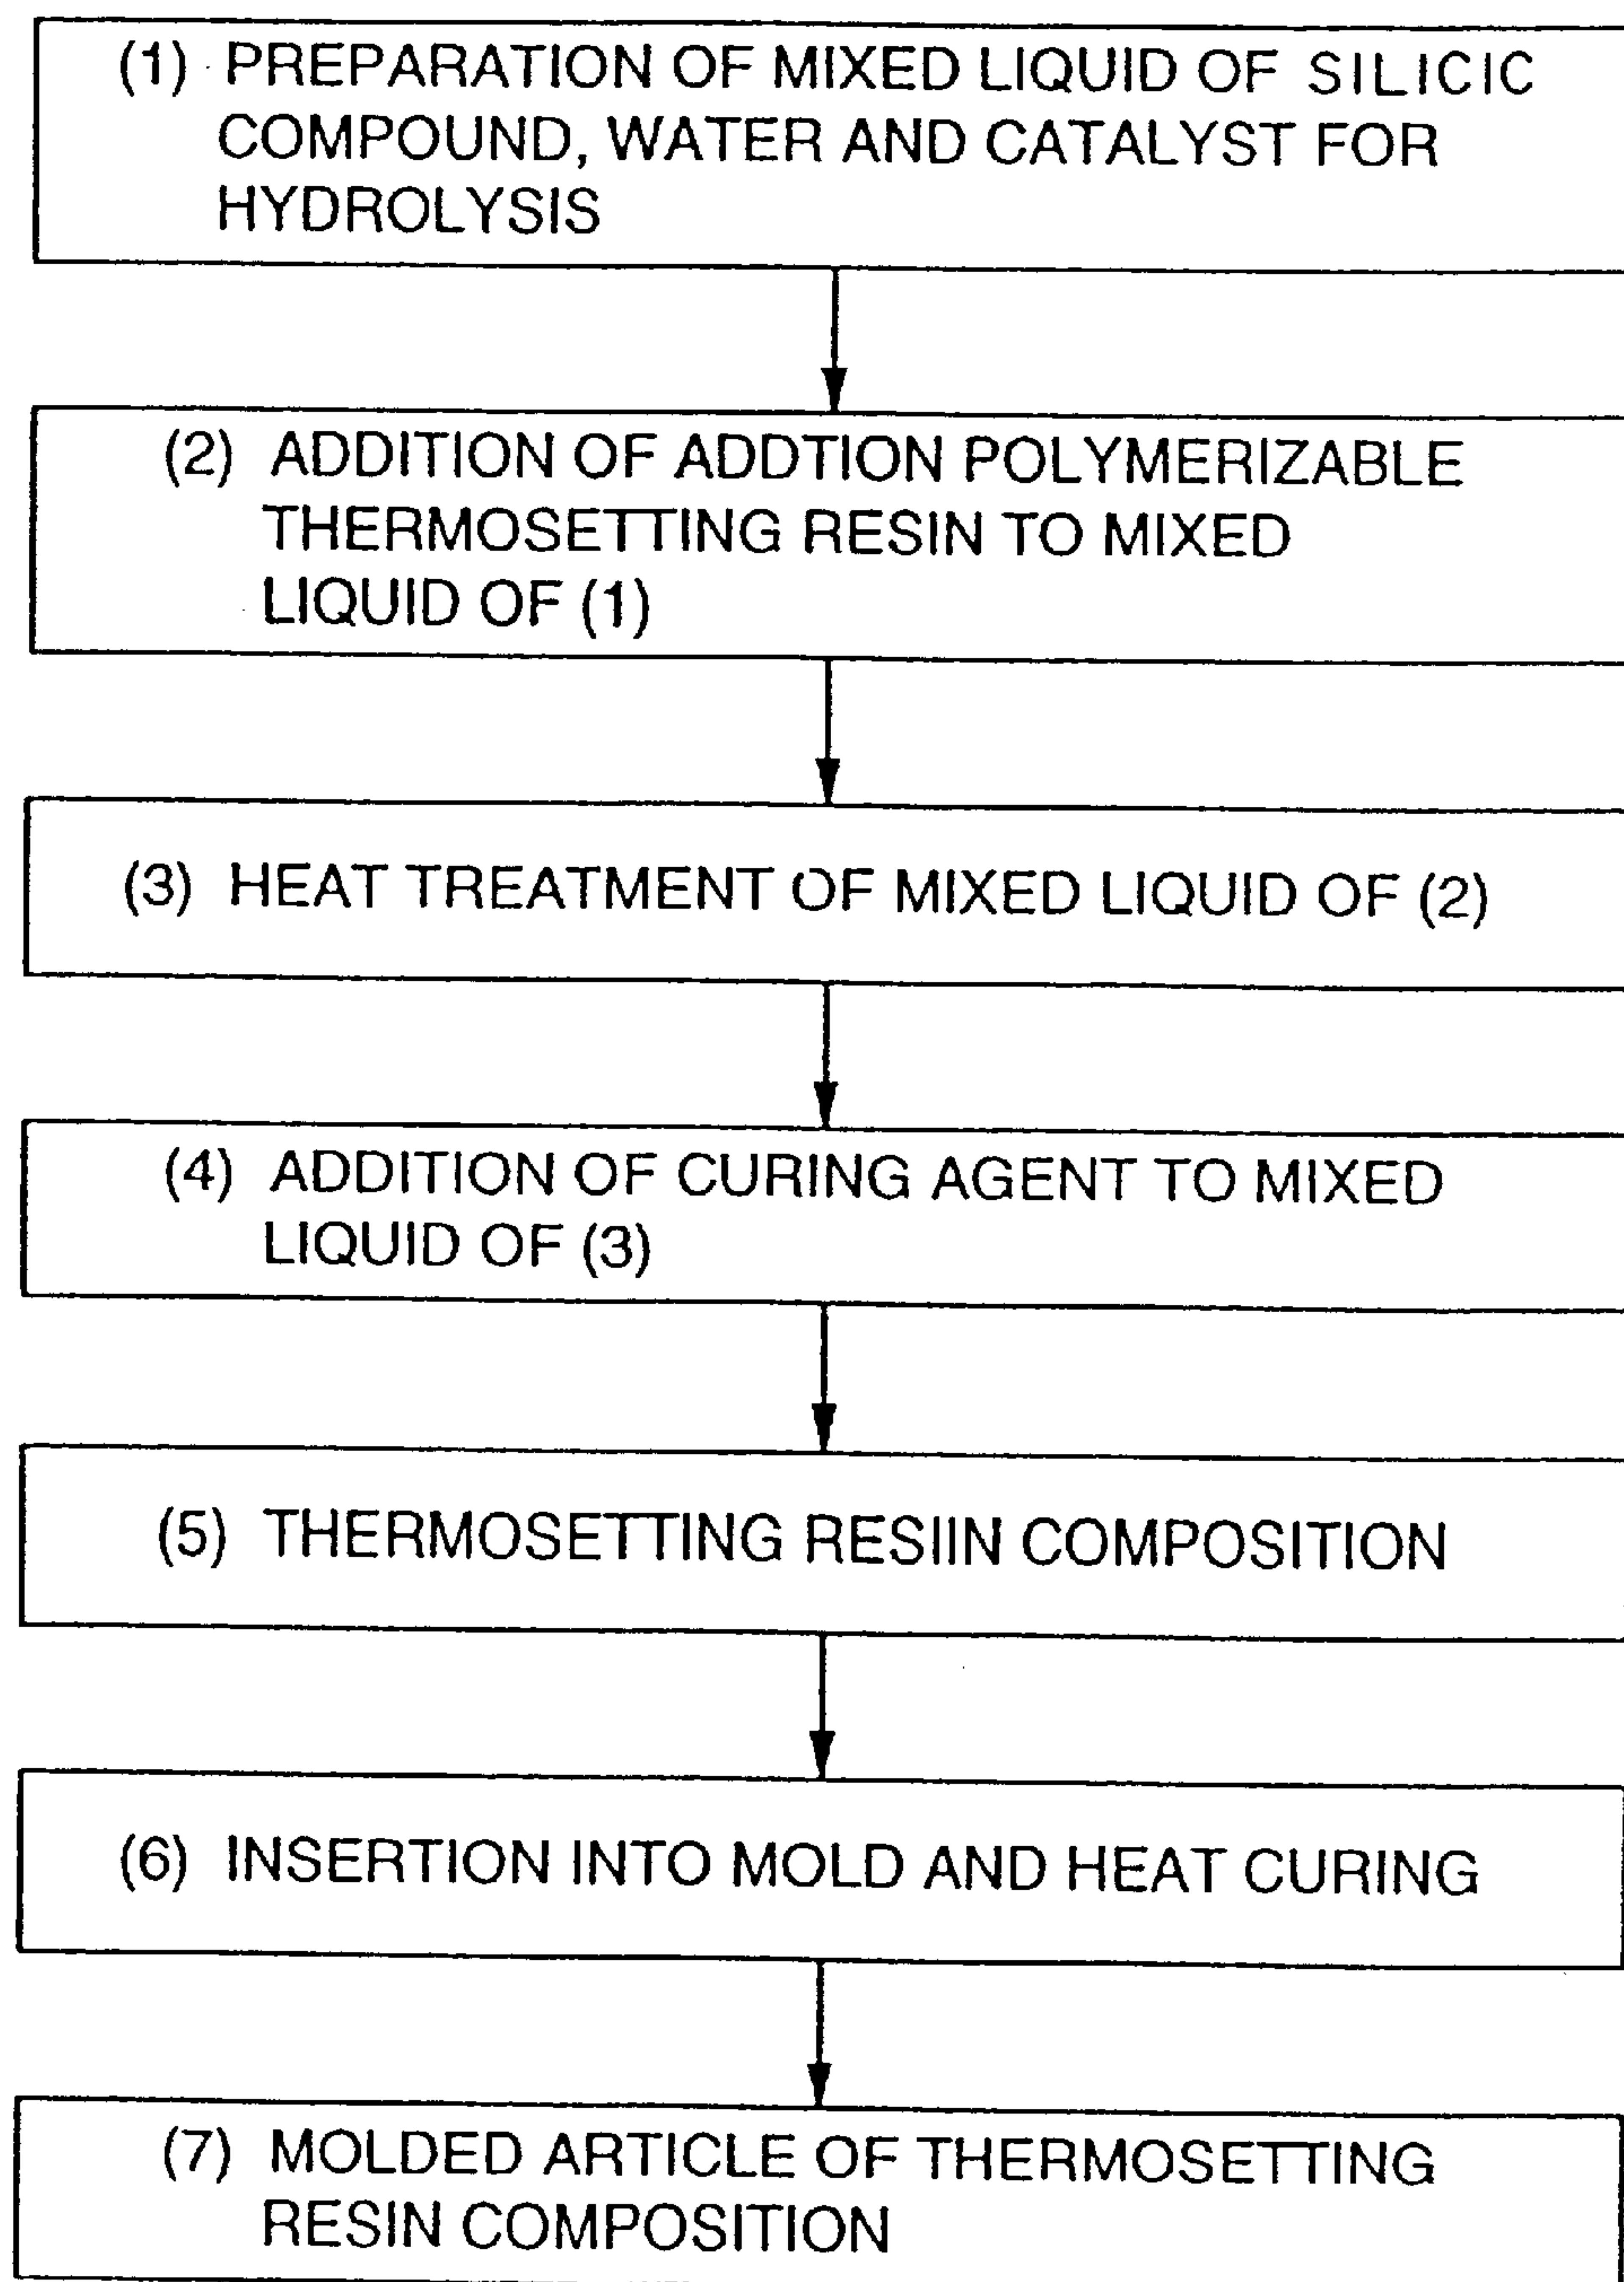 (1) PREPARATION OF MIXED LIQUID OF SILICIC
COMPOUND, WATER AND CATALYST FOR
HYDROLYSIS
(2) ADDITION OF ADDTION POLYMERIZABLE
THERMOSETTING RESIN TO MIXED
LIQUID OF (1)
(3) HEAT TREATMENT OF MIXED LIQUID OF (2)
(4) ADDITION OF CURING AGENT TO MIXED
LIQUID OF (3)
(5) THERMOSETTING RESIIN COMPOSITION
(6) INSERTION INTO MOLD AND HEAT CURING
(7) MOLDED ARTICLE OF THERMOSETTING
RESIN COMPOSITION